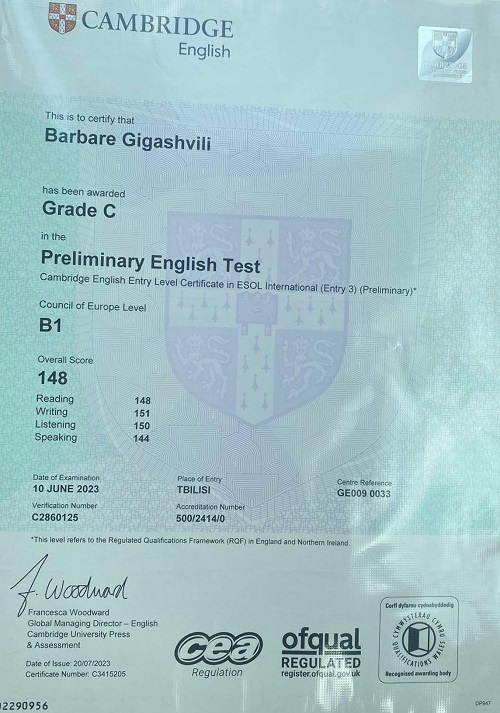 CAMBRIDGE
English
This is to certify that
Barbare Gigashvili
has been awarded
Grade C
in the
Preliminary English Test
Cambridge English Entry Level Certificate in ESOL International (Entry 3) (Preliminary)*
Council of Europe Level
B1
Overall Score
148
Reading 148
Writing 151
Listening 150
Speaking 144
Date of Examination
10 JUNE 2023
Place of Entry
TBILISI
Centre Reference
GE009 0033
Verification Number
C2860125
Accreditation Number
500/2414/0
*This level refers to the Regulated Qualifications Framework (RQF) in England and Northern Ireland.
F. Woodward
Francesca Woodward
Global Managing Director – English
Cambridge University Press
& Assessment
Date of Issue: 20/07/2023
Certificate Number: C3415205
cea
Regulation
ofqual
REGULATED
register.ofqual.gov.uk
Corff dyfarnu cydnabyddedig
CYMWYSTERAU CYMRU
QUALIFICATIONS WALES
Recognised awarding body
02290956
DP947